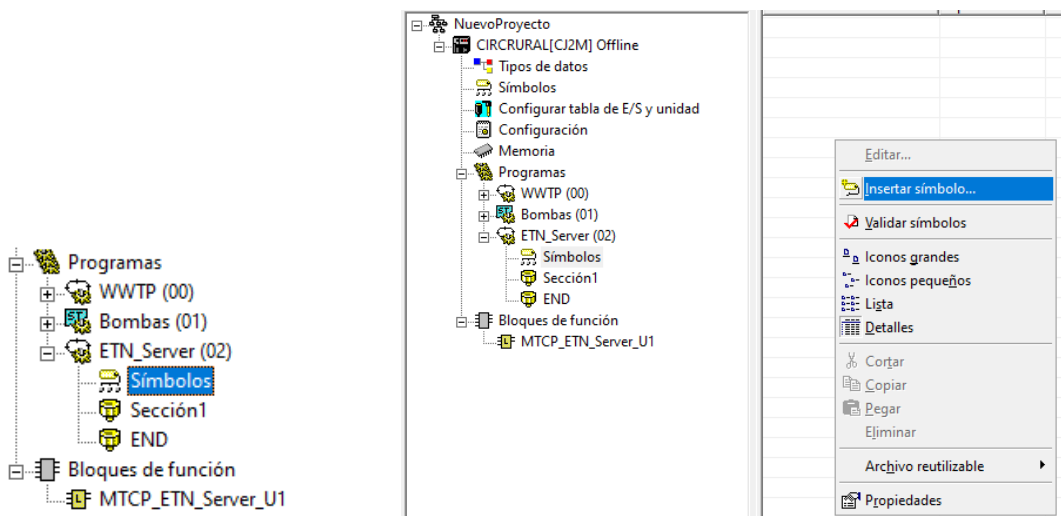 Programas
WWTP (00)
Bombas (01)
ETN_Server (02)
Símbolos
Sección1
END
Bloques de función
MTCP_ETN_Server_U1
NuevoProyecto
CIRCRURAL[CJ2M] Offline
Tipos de datos
Símbolos
Configurar tabla de E/S y unidad
Configuración
Memoria
Programas
WWTP (00)
Bombas (01)
ETN_Server (02)
Símbolos
Sección1
END
Bloques de función
MTCP_ETN_Server_U1
Editar...
Insertar símbolo...
Validar símbolos
Iconos grandes
Iconos pequeños
Lista
Detalles
Cortar
Copiar
Pegar
Eliminar
Archivo reutilizable
Propiedades